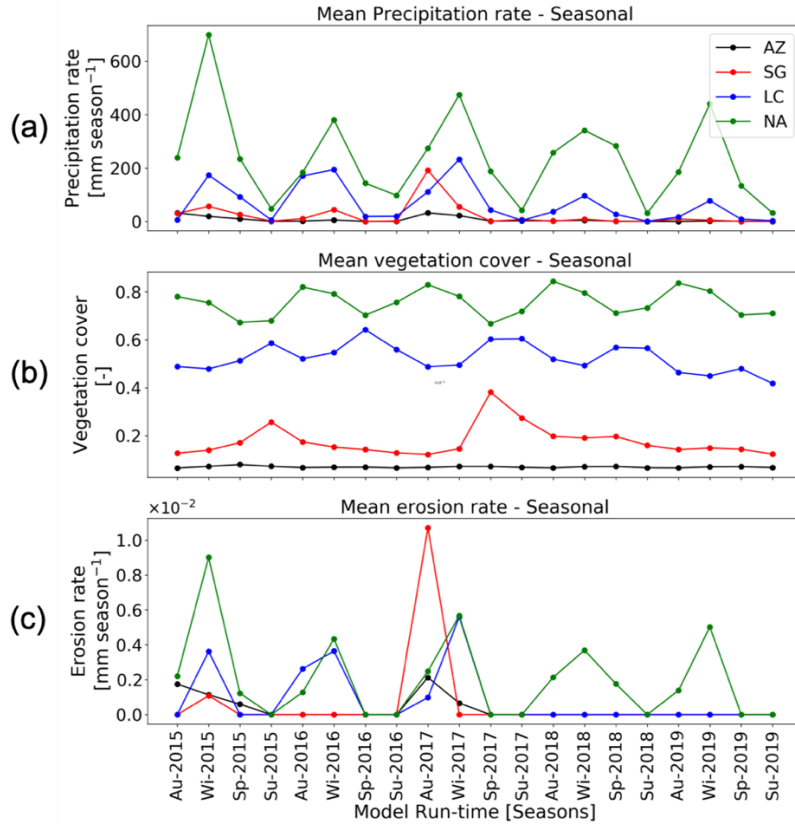 Mean Precipitation rate - Seasonal
(a)
Precipitation rate
[mm season⁻¹]
600
400
200
0
AZ
SG
LC
NA
Mean vegetation cover - Seasonal
(b)
Vegetation cover
[-]
0.8
0.6
0.4
0.2
Mean erosion rate - Seasonal
×10⁻²
(c)
Erosion rate
[mm season⁻¹]
1.0
0.8
0.6
0.4
0.2
0.0
Au-2015
Wi-2015
Sp-2015
Su-2015
Au-2016
Wi-2016
Sp-2016
Su-2016
Au-2017
Wi-2017
Sp-2017
Su-2017
Au-2018
Wi-2018
Sp-2018
Su-2018
Au-2019
Wi-2019
Sp-2019
Su-2019
Model Run-time [Seasons]